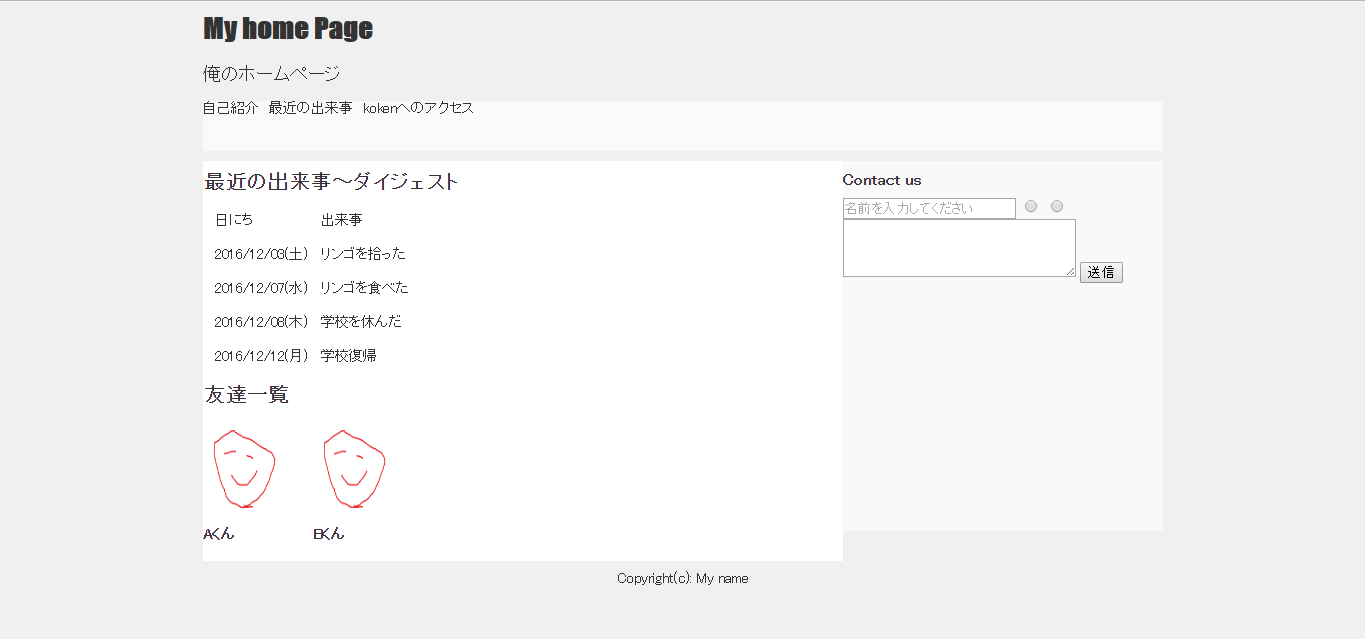 My home Page
俺のホームページ
自己紹介 最近の出来事 kokenへのアクセス
最近の出来事～ダイジェスト
日にち 出来事
2016/12/03(土) リンゴを拾った
2016/12/07(水) リンゴを食べた
2016/12/08(木) 学校を休んだ
2016/12/12(月) 学校復帰
友達一覧
Aくん Bくん
Contact us
名前を入力してください
送信
Copyright(c): My name